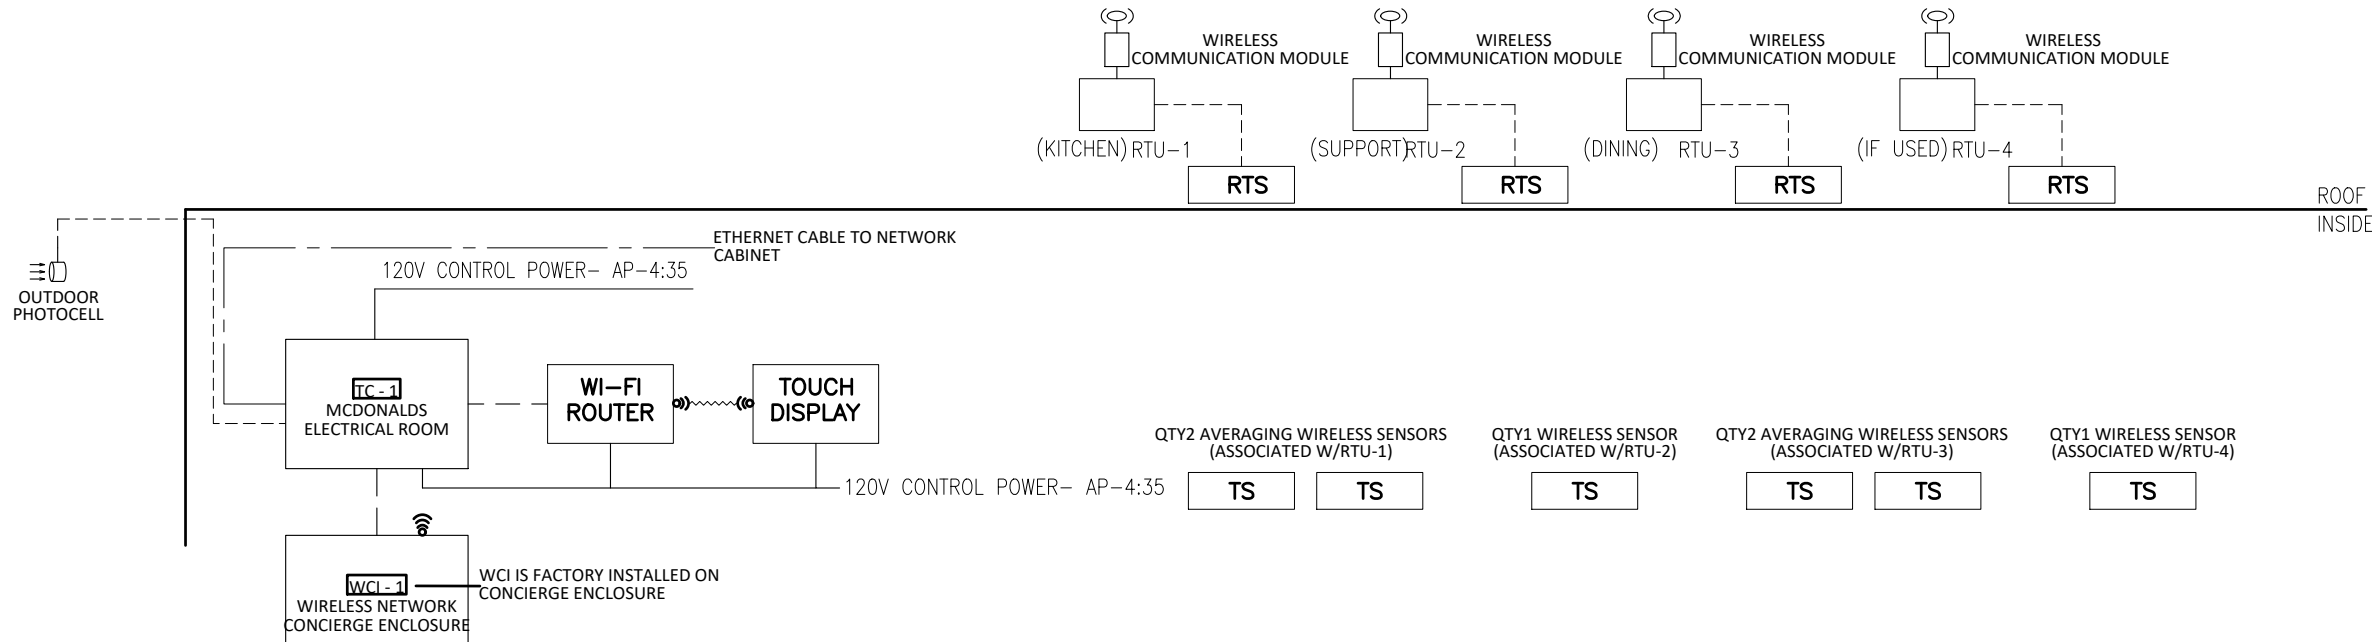 WIRELESS
COMMUNICATION MODULE
WIRELESS
COMMUNICATION MODULE
WIRELESS
COMMUNICATION MODULE
WIRELESS
COMMUNICATION MODULE
(KITCHEN) RTU-1
(SUPPORT) RTU-2
(DINING) RTU-3
(IF USED) RTU-4
RTS
RTS
RTS
RTS
ROOF
INSIDE
ETHERNET CABLE TO NETWORK
CABINET
120V CONTROL POWER- AP-4:35
OUTDOOR
PHOTOCELL
TC - 1
MCDONALDS
ELECTRICAL ROOM
WI-FI
ROUTER
TOUCH
DISPLAY
120V CONTROL POWER- AP-4:35
QTY2 AVERAGING WIRELESS SENSORS
(ASSOCIATED W/RTU-1)
TS
TS
QTY1 WIRELESS SENSOR
(ASSOCIATED W/RTU-2)
TS
QTY2 AVERAGING WIRELESS SENSORS
(ASSOCIATED W/RTU-3)
TS
TS
QTY1 WIRELESS SENSOR
(ASSOCIATED W/RTU-4)
TS
WCI - 1
WIRELESS NETWORK
CONCIERGE ENCLOSURE
WCI IS FACTORY INSTALLED ON
CONCIERGE ENCLOSURE